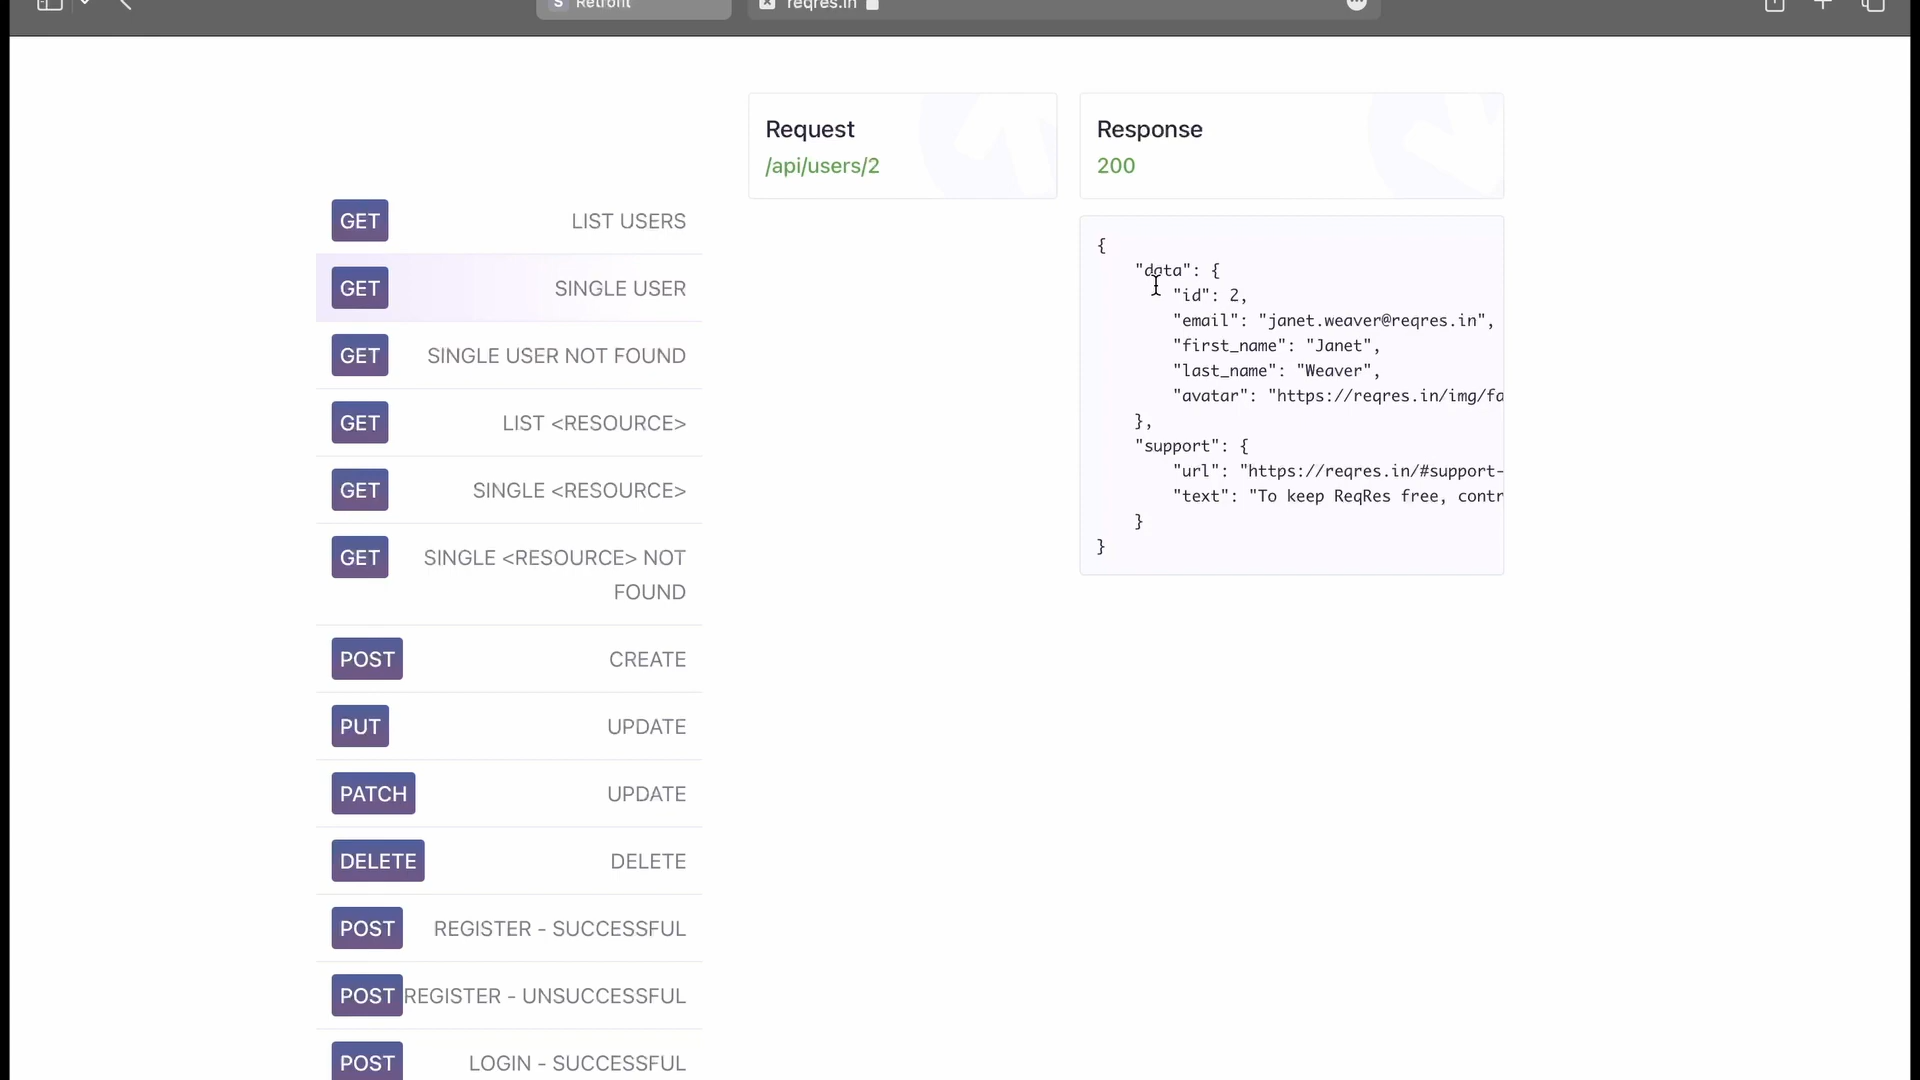 Retrofit
reqres.in
Request
/api/users/2
Response
200
GET LIST USERS
GET SINGLE USER
GET SINGLE USER NOT FOUND
GET LIST <RESOURCE>
GET SINGLE <RESOURCE>
GET SINGLE <RESOURCE> NOT
FOUND
POST CREATE
PUT UPDATE
PATCH UPDATE
DELETE DELETE
POST REGISTER - SUCCESSFUL
POST REGISTER - UNSUCCESSFUL
POST LOGIN - SUCCESSFUL
{
"data": {
"id": 2,
"email": "janet.weaver@reqres.in",
"first_name": "Janet",
"last_name": "Weaver",
"avatar": "https://reqres.in/img/fa
},
"support": {
"url": "https://reqres.in/#support-
"text": "To keep ReqRes free, contr
}
}